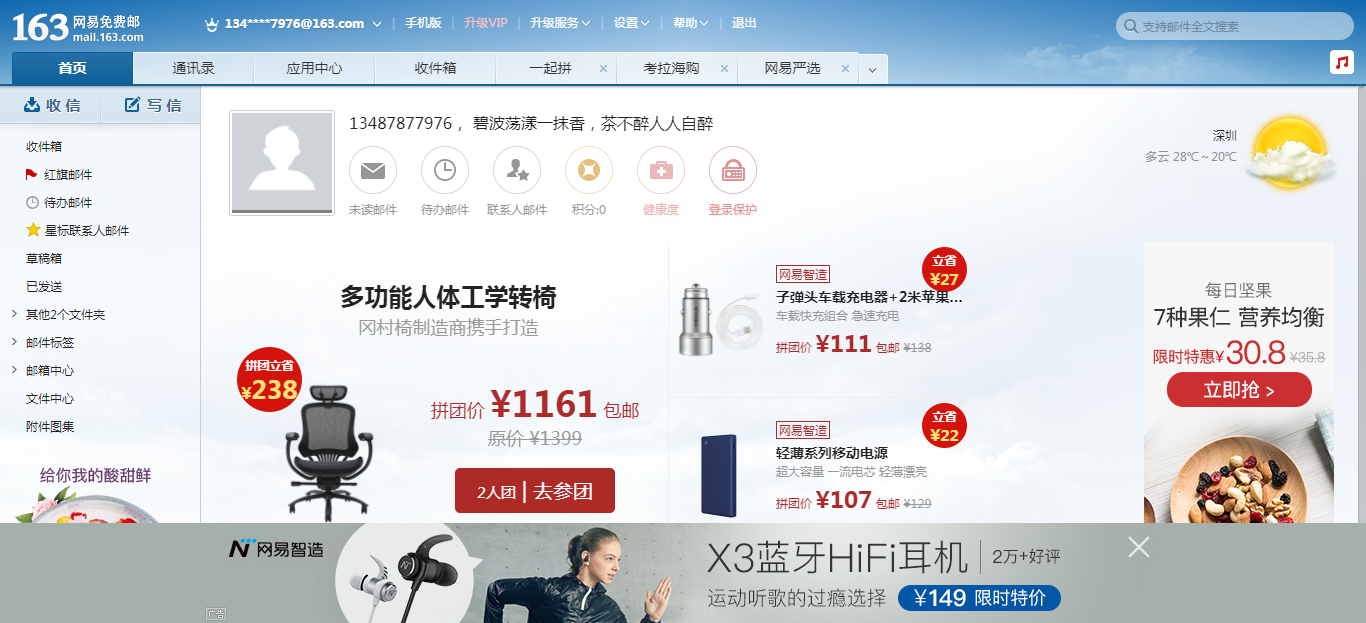 163 网易免费邮
mail.163.com
134****7976@163.com
手机版
升级VIP
升级服务
设置
帮助
退出
支持邮件全文搜索
首页
通讯录
应用中心
收件箱
一起拼
考拉海购
网易严选
收 信
写 信
收件箱
红旗邮件
待办邮件
星标联系人邮件
草稿箱
已发送
其他2个文件夹
邮件标签
邮箱中心
文件中心
附件图集
给你我的酸甜鲜
13487877976， 碧波荡漾一抹香，茶不醉人人自醉
未读邮件
待办邮件
联系人邮件
积分:0
健康度
登录保护
深圳
多云 28℃～20℃
多功能人体工学转椅
冈村椅制造商携手打造
拼团立省
¥238
拼团价 ¥1161 包邮
原价 ¥1399
2人团 | 去参团
立省
¥27
网易智造
子弹头车载充电器+2米苹果...
车载快充组合 急速充电
拼团价 ¥111 包邮 ¥138
立省
¥22
网易智造
轻薄系列移动电源
超大容量 一流电芯 轻薄漂亮
拼团价 ¥107 包邮 ¥129
每日坚果
7种果仁 营养均衡
限时特惠¥30.8 ¥35.8
立即抢 >
网易智造
X3蓝牙HiFi耳机 | 2万+好评
运动听歌的过瘾选择 ¥149 限时特价
广告